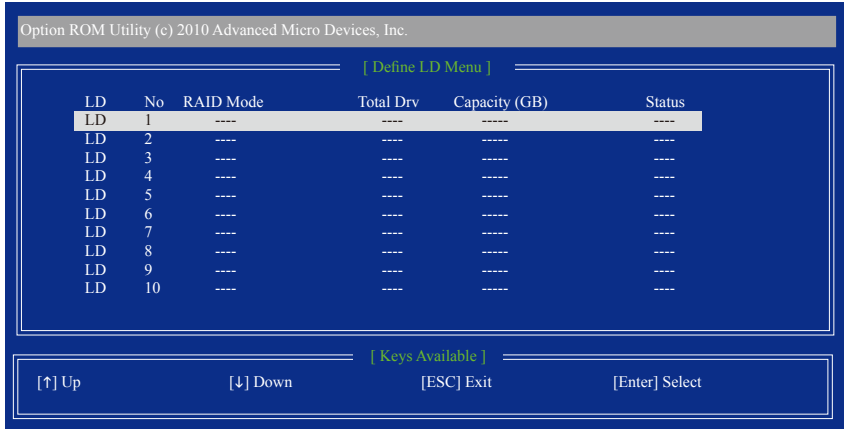 Option ROM Utility (c) 2010 Advanced Micro Devices, Inc.
[ Define LD Menu ]
LD No RAID Mode Total Drv Capacity (GB) Status
LD 1 ---- ---- ----- ----
LD 2 ---- ---- ----- ----
LD 3 ---- ---- ----- ----
LD 4 ---- ---- ----- ----
LD 5 ---- ---- ----- ----
LD 6 ---- ---- ----- ----
LD 7 ---- ---- ----- ----
LD 8 ---- ---- ----- ----
LD 9 ---- ---- ----- ----
LD 10 ---- ---- ----- ----
[ Keys Available ]
[↑] Up [↓] Down [ESC] Exit [Enter] Select